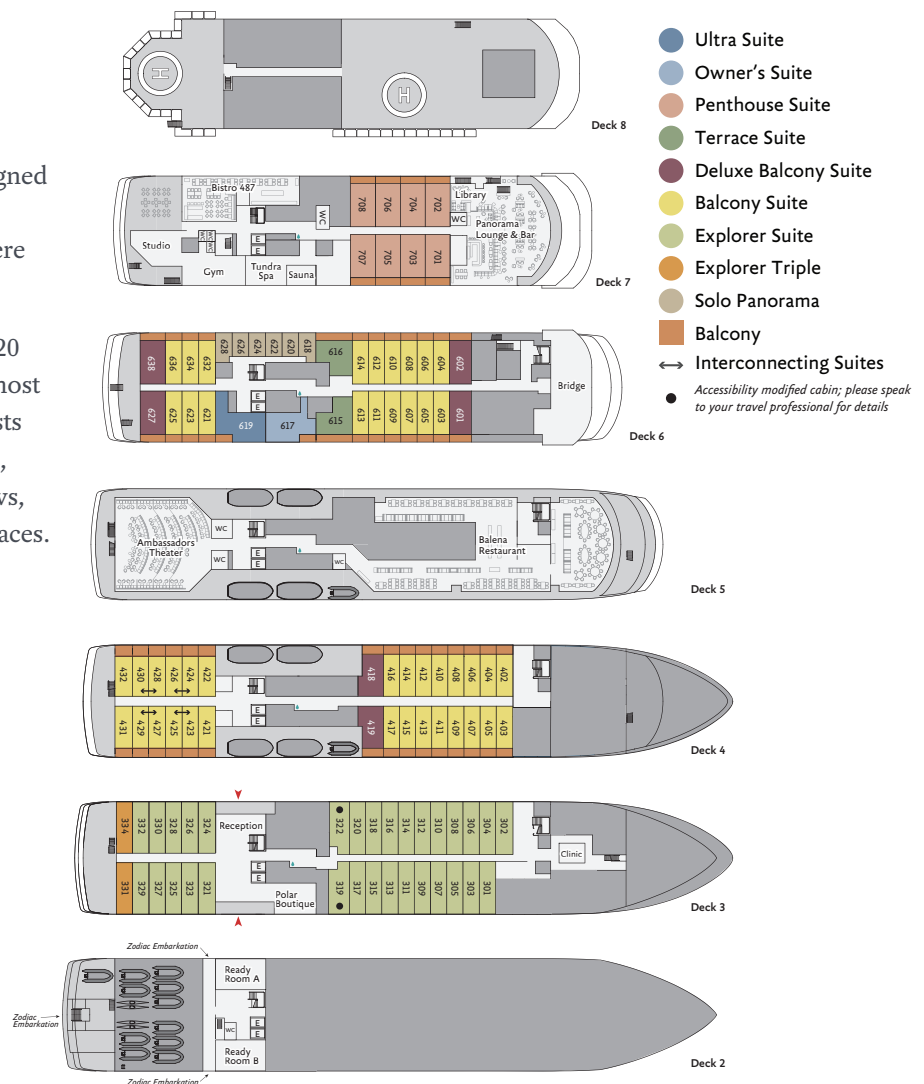 gned
ere
20
nost
sts
,
vs,
aces.
Ultra Suite
Owner's Suite
Penthouse Suite
Terrace Suite
Deluxe Balcony Suite
Balcony Suite
Explorer Suite
Explorer Triple
Solo Panorama
Balcony
Interconnecting Suites
Accessibility modified cabin; please speak
to your travel professional for details
H
H
Deck 8
Bistro 487
WC
708 706 704 702
Library
WC
Panorama
Lounge & Bar
Studio
WC
WC
WC
E
E
Gym
Tundra
Spa
Sauna
707 705 703 701
Deck 7
638 636 634 632 628 626 624 622 620 618 616 614 612 610 608 606 604 602
E
E
Bridge
627 625 623 621 619 617 615 613 611 609 607 605 603 601
Deck 6
Ambassadors
Theater
WC
WC
E
E
WC
Balena
Restaurant
Deck 5
432 430 428 426 424 422 418 416 414 412 410 408 406 404 402
E
E
431 429 427 425 423 421 419 417 415 413 411 409 407 405 403
Deck 4
334 332 330 328 326 324
Reception
322 320 318 316 314 312 310 308 306 304 302
Clinic
E
E
331 329 327 325 323 321
Polar
Boutique
319 317 315 313 311 309 307 305 303 301
Deck 3
Zodiac Embarkation
Ready
Room A
Zodiac
Embarkation
WC
E
E
Ready
Room B
Deck 2
Zodiac Embarkation